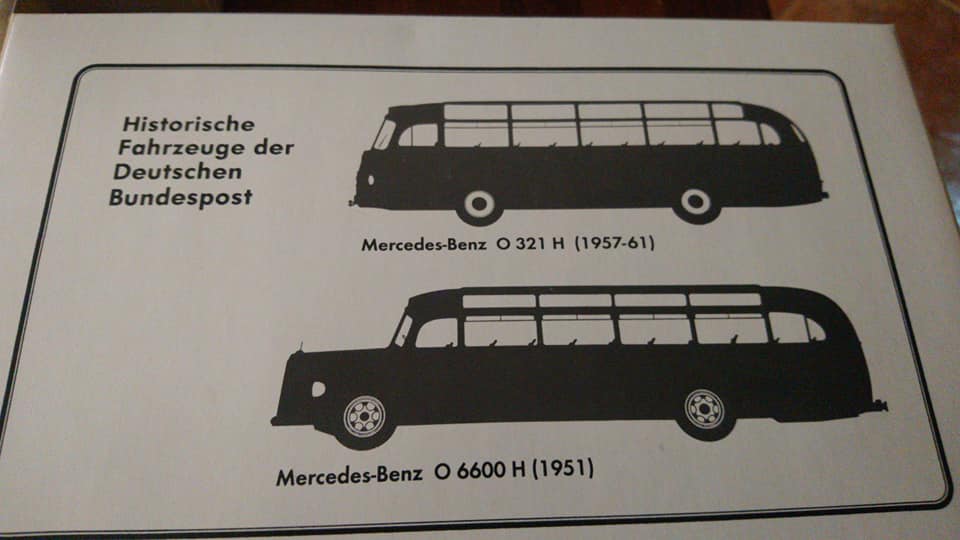 Historische
Fahrzeuge der
Deutschen
Bundespost
Mercedes-Benz O 321 H (1957-61)
Mercedes-Benz O 6600 H (1951)